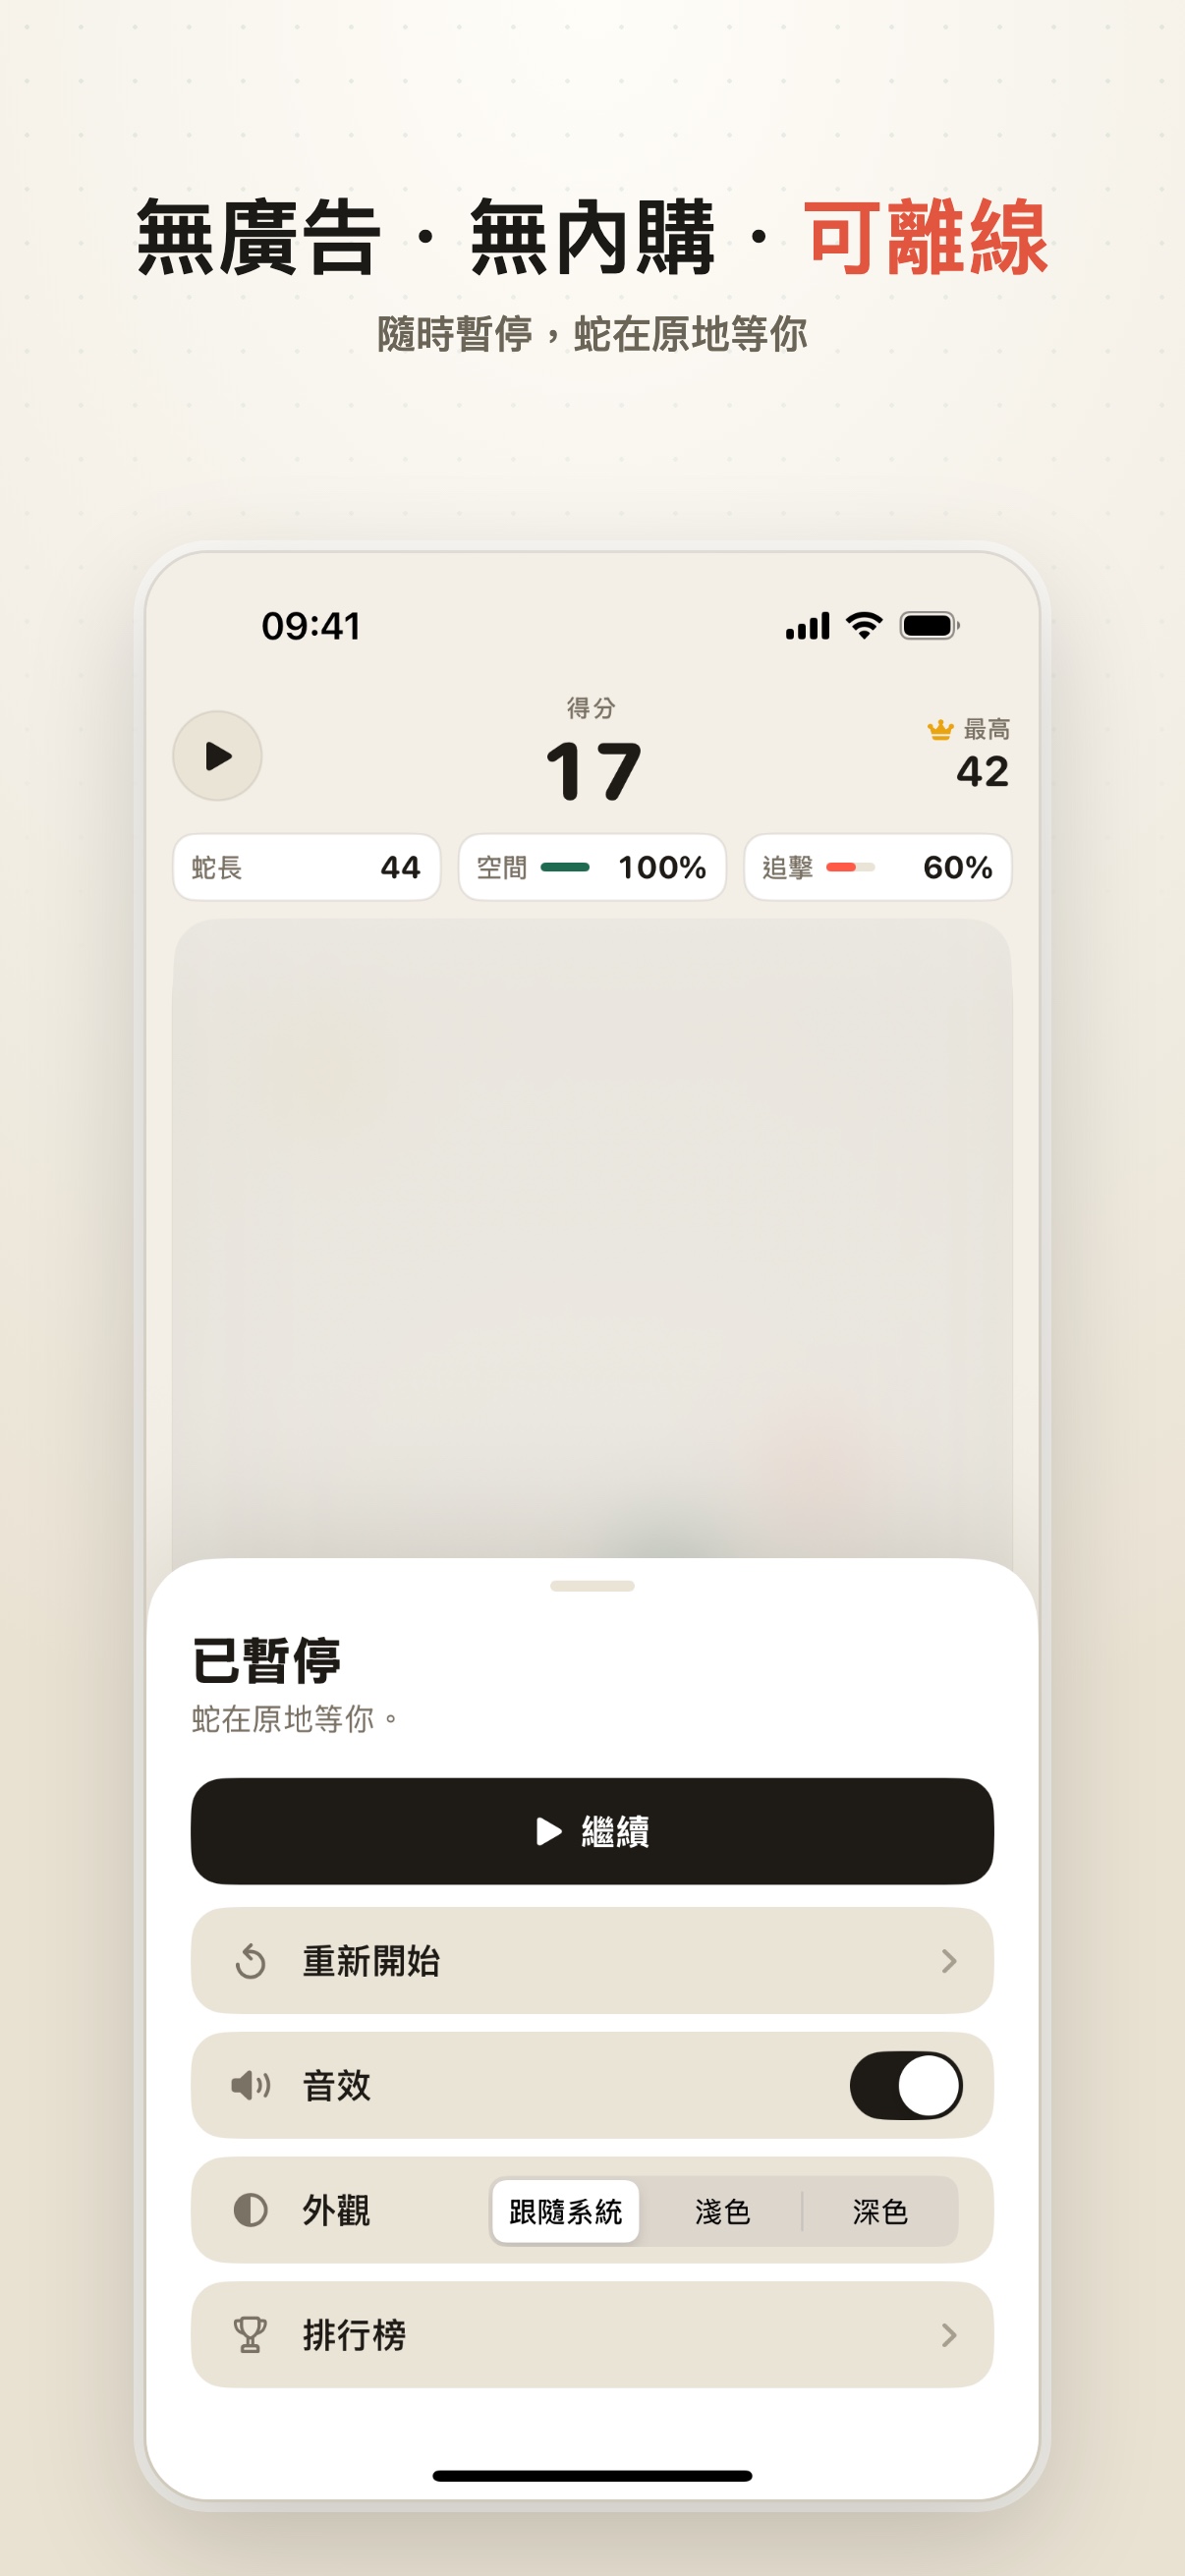 無廣告 · 無內購 · 可離線
隨時暫停，蛇在原地等你
09:41
得分
17
最高
42
蛇長 44
空間 100%
追擊 60%
已暫停
蛇在原地等你。
繼續
重新開始
音效
外觀 跟隨系統 淺色 深色
排行榜